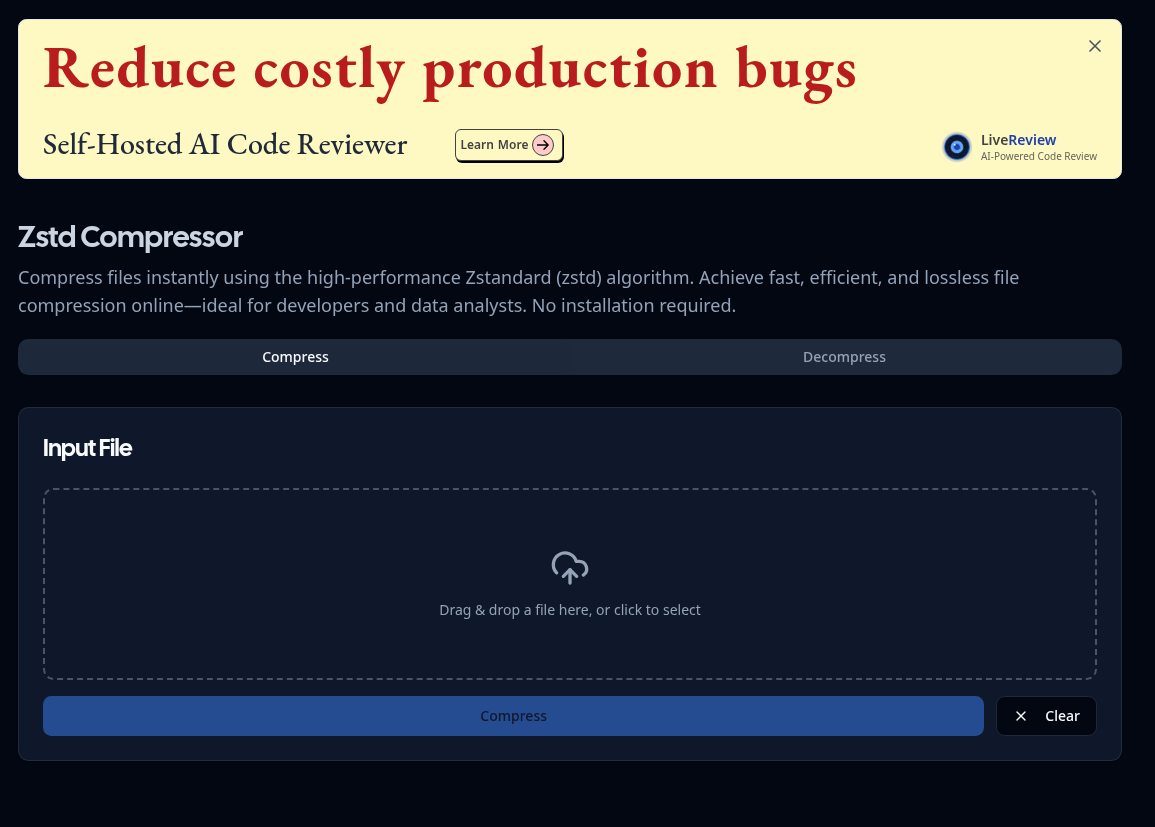 Reduce costly production bugs
Self-Hosted AI Code Reviewer
Learn More
LiveReview
AI-Powered Code Review
Zstd Compressor
Compress files instantly using the high-performance Zstandard (zstd) algorithm. Achieve fast, efficient, and lossless file
compression online—ideal for developers and data analysts. No installation required.
Compress
Decompress
Input File
Drag & drop a file here, or click to select
Compress
Clear